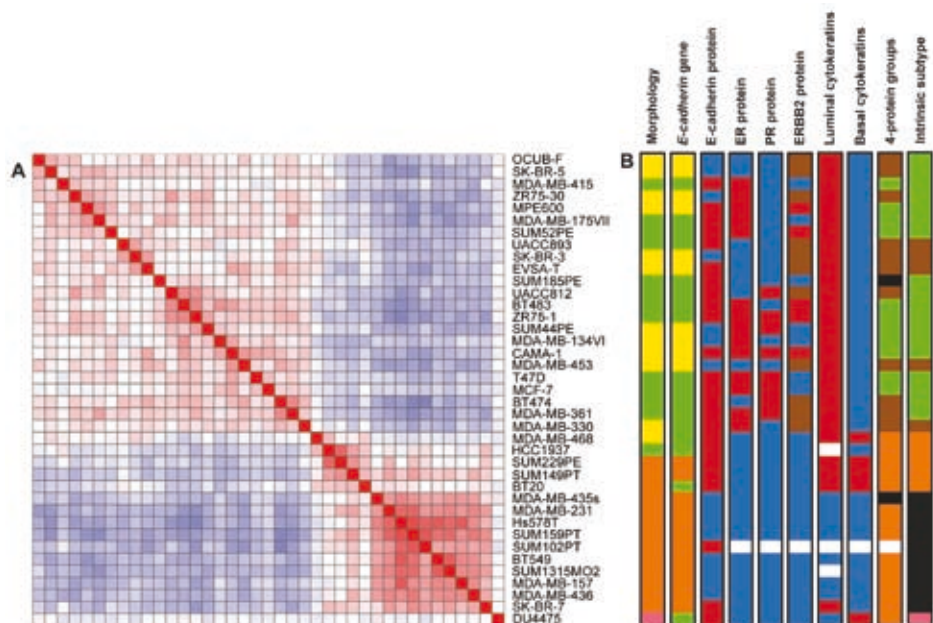 A
OCUB-F
SK-BR-5
MDA-MB-415
ZR75-30
MPE600
MDA-MB-175VII
SUM52PE
UACC893
SK-BR-3
EVSA-T
SUM185PE
UACC812
BT483
ZR75-1
SUM44PE
MDA-MB-134VI
CAMA-1
MDA-MB-453
T47D
MCF-7
BT474
MDA-MB-361
MDA-MB-330
MDA-MB-468
HCC1937
SUM229PE
SUM149PT
BT20
MDA-MB-435s
MDA-MB-231
Hs578T
SUM159PT
SUM102PT
BT549
SUM1315MO2
MDA-MB-157
MDA-MB-436
SK-BR-7
DU4475
B
Morphology
E-cadherin gene
E-cadherin protein
ER protein
PR protein
ERBB2 protein
Luminal cytokeratins
Basal cytokeratins
4-protein groups
Intrinsic subtype